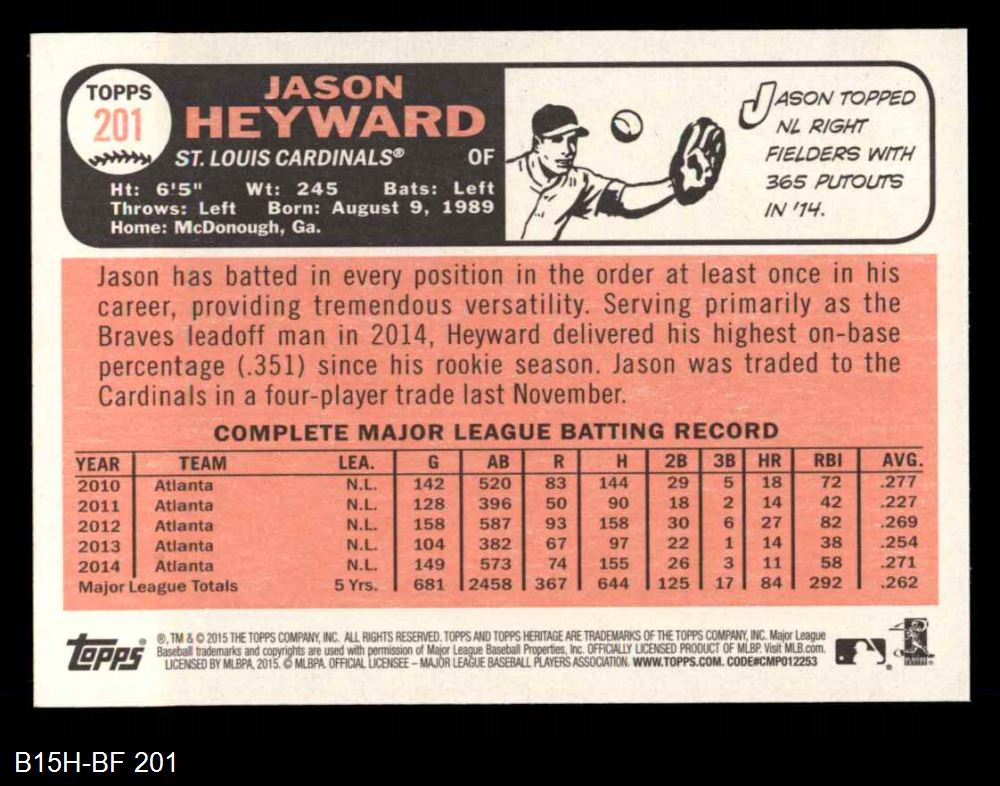 TOPPS
201
JASON
HEYWARD
ST. LOUIS CARDINALS® OF
Ht: 6'5" Wt: 245 Bats: Left
Throws: Left Born: August 9, 1989
Home: McDonough, Ga.
JASON TOPPED
NL RIGHT
FIELDERS WITH
365 PUTOUTS
IN '14.
Jason has batted in every position in the order at least once in his
career, providing tremendous versatility. Serving primarily as the
Braves leadoff man in 2014, Heyward delivered his highest on-base
percentage (.351) since his rookie season. Jason was traded to the
Cardinals in a four-player trade last November.
COMPLETE MAJOR LEAGUE BATTING RECORD
YEAR TEAM LEA. G AB R H 2B 3B HR RBI AVG.
2010 Atlanta N.L. 142 520 83 144 29 5 18 72 .277
2011 Atlanta N.L. 128 396 50 90 18 2 14 42 .227
2012 Atlanta N.L. 158 587 93 158 30 6 27 82 .269
2013 Atlanta N.L. 104 382 67 97 22 1 14 38 .254
2014 Atlanta N.L. 149 573 74 155 26 3 11 58 .271
Major League Totals 5 Yrs. 681 2458 367 644 125 17 84 292 .262
Topps ®, TM & © 2015 THE TOPPS COMPANY, INC. ALL RIGHTS RESERVED. TOPPS AND TOPPS HERITAGE ARE TRADEMARKS OF THE TOPPS COMPANY, INC. Major League
Baseball trademarks and copyrights are used with permission of Major League Baseball Properties, Inc. OFFICIALLY LICENSED PRODUCT OF MLBP. Visit MLB.com.
LICENSED BY MLBPA, 2015. © MLBPA. OFFICIAL LICENSEE – MAJOR LEAGUE BASEBALL PLAYERS ASSOCIATION. WWW.TOPPS.COM. CODE#CMP012253
B15H-BF 201